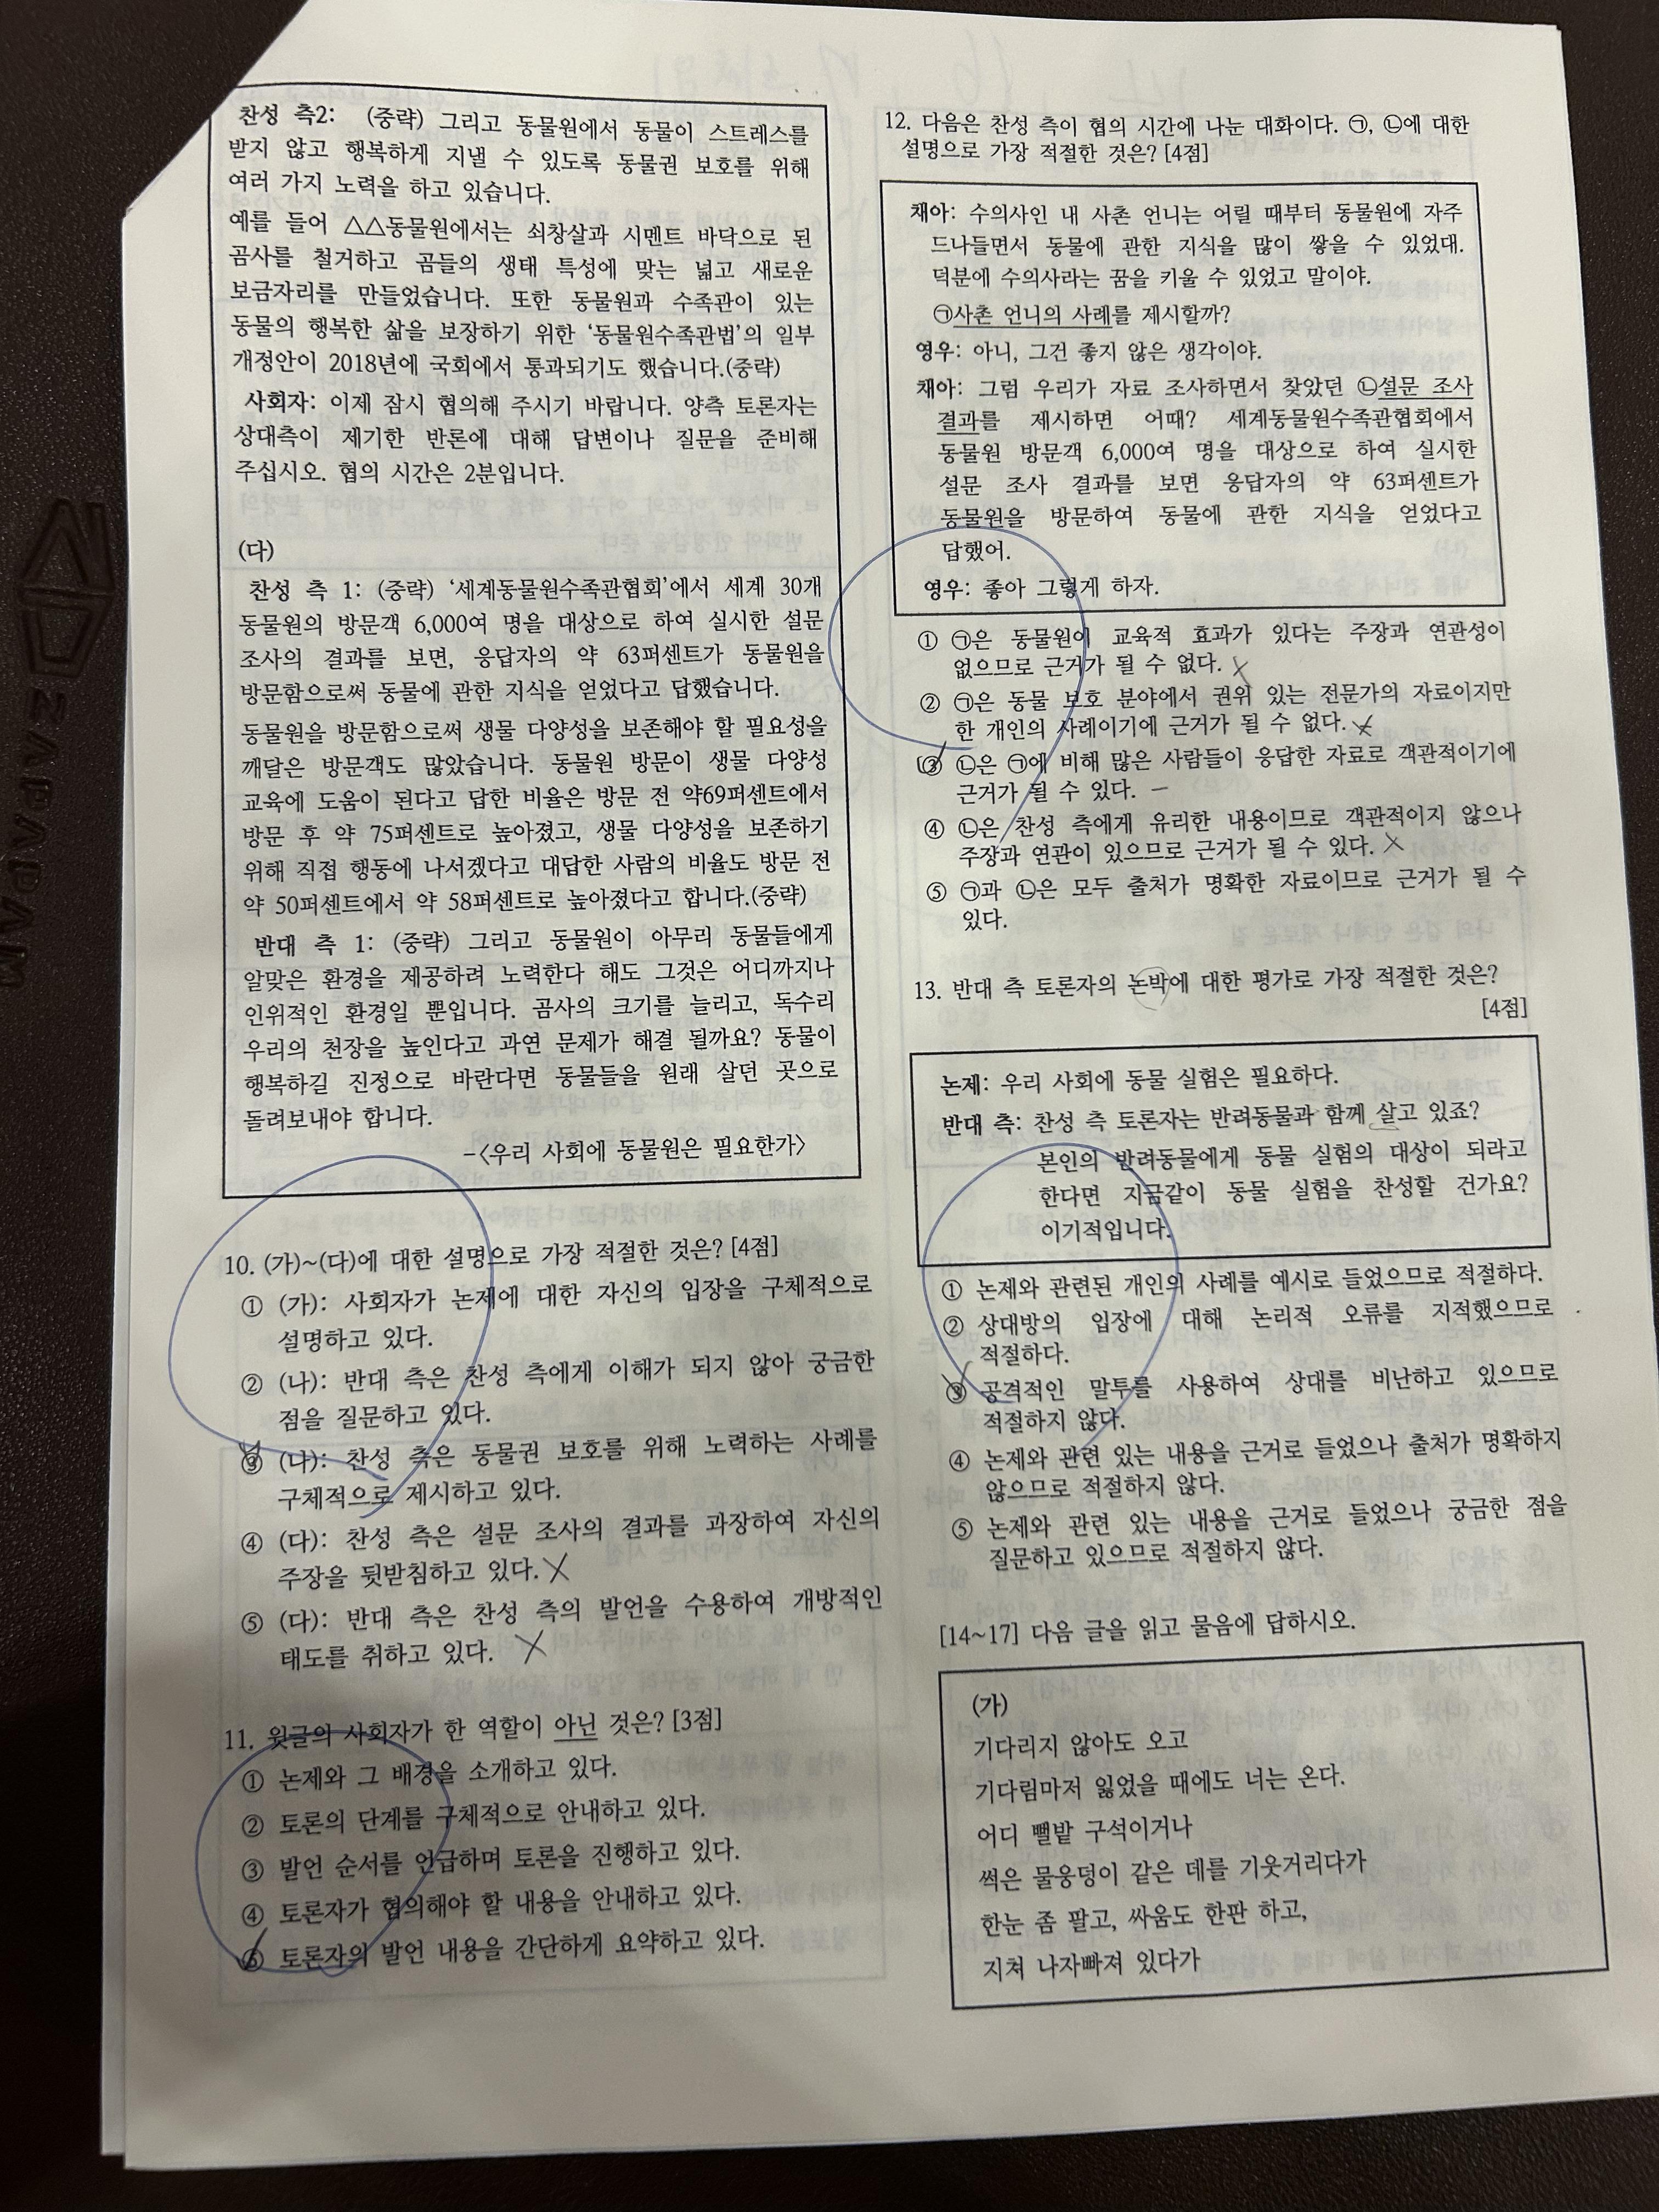 찬성 측2: (중략) 그리고 동물원에서 동물이 스트레스를
받지 않고 행복하게 지낼 수 있도록 동물권 보호를 위해
여러 가지 노력을 하고 있습니다.
예를 들어 △△동물원에서는 쇠창살과 시멘트 바닥으로 된
곰사를 철거하고 곰들의 생태 특성에 맞는 넓고 새로운
보금자리를 만들었습니다. 또한 동물원과 수족관이 있는
동물의 행복한 삶을 보장하기 위한 ‘동물원수족관법’의 일부
개정안이 2018년에 국회에서 통과되기도 했습니다.(중략)
사회자: 이제 잠시 협의해 주시기 바랍니다. 양측 토론자는
상대측이 제기한 반론에 대해 답변이나 질문을 준비해
주십시오. 협의 시간은 2분입니다.
(다)
찬성 측 1: (중략) ‘세계동물원수족관협회’에서 세계 30개
동물원의 방문객 6,000여 명을 대상으로 하여 실시한 설문
조사의 결과를 보면, 응답자의 약 63퍼센트가 동물원을
방문함으로써 동물에 관한 지식을 얻었다고 답했습니다.
동물원을 방문함으로써 생물 다양성을 보존해야 할 필요성을
깨달은 방문객도 많았습니다. 동물원 방문이 생물 다양성
교육에 도움이 된다고 답한 비율은 방문 전 약69퍼센트에서
방문 후 약 75퍼센트로 높아졌고, 생물 다양성을 보존하기
위해 직접 행동에 나서겠다고 대답한 사람의 비율도 방문 전
약 50퍼센트에서 약 58퍼센트로 높아졌다고 합니다.(중략)
반대 측 1: (중략) 그리고 동물원이 아무리 동물들에게
알맞은 환경을 제공하려 노력한다 해도 그것은 어디까지나
인위적인 환경일 뿐입니다. 곰사의 크기를 늘리고, 독수리
우리의 천장을 높인다고 과연 문제가 해결 될까요? 동물이
행복하길 진정으로 바란다면 동물들을 원래 살던 곳으로
돌려보내야 합니다.
-<우리 사회에 동물원은 필요한가>
10. (가)~(다)에 대한 설명으로 가장 적절한 것은? [4점]
① (가): 사회자가 논제에 대한 자신의 입장을 구체적으로
설명하고 있다.
② (나): 반대 측은 찬성 측에게 이해가 되지 않아 궁금한
점을 질문하고 있다.
③ (나): 찬성 측은 동물권 보호를 위해 노력하는 사례를
구체적으로 제시하고 있다.
④ (다): 찬성 측은 설문 조사의 결과를 과장하여 자신의
주장을 뒷받침하고 있다.
⑤ (다): 반대 측은 찬성 측의 발언을 수용하여 개방적인
태도를 취하고 있다.
11. 윗글의 사회자가 한 역할이 아닌 것은? [3점]
① 논제와 그 배경을 소개하고 있다.
② 토론의 단계를 구체적으로 안내하고 있다.
③ 발언 순서를 언급하며 토론을 진행하고 있다.
④ 토론자가 협의해야 할 내용을 안내하고 있다.
⑤ 토론자의 발언 내용을 간단하게 요약하고 있다.
12. 다음은 찬성 측이 협의 시간에 나눈 대화이다. ㉠, ㉡에 대한
설명으로 가장 적절한 것은? [4점]
채아: 수의사인 내 사촌 언니는 어릴 때부터 동물원에 자주
드나들면서 동물에 관한 지식을 많이 쌓을 수 있었대.
덕분에 수의사라는 꿈을 키울 수 있었고 말이야.
㉠사촌 언니의 사례를 제시할까?
영우: 아니, 그건 좋지 않은 생각이야.
채아: 그럼 우리가 자료 조사하면서 찾았던 ㉡설문 조사
결과를 제시하면 어때? 세계동물원수족관협회에서
동물원 방문객 6,000여 명을 대상으로 하여 실시한
설문 조사 결과를 보면 응답자의 약 63퍼센트가
동물원을 방문하여 동물에 관한 지식을 얻었다고
답했어.
영우: 좋아 그렇게 하자.
① ㉠은 동물원이 교육적 효과가 있다는 주장과 연관성이
없으므로 근거가 될 수 없다.
② ㉠은 동물 보호 분야에서 권위 있는 전문가의 자료이지만
한 개인의 사례이기에 근거가 될 수 없다.
③ ㉡은 ㉠에 비해 많은 사람들이 응답한 자료로 객관적이기에
근거가 될 수 있다.
④ ㉡은 찬성 측에게 유리한 내용이므로 객관적이지 않으나
주장과 연관이 있으므로 근거가 될 수 있다.
⑤ ㉠과 ㉡은 모두 출처가 명확한 자료이므로 근거가 될 수
있다.
13. 반대 측 토론자의 논박에 대한 평가로 가장 적절한 것은?
[4점]
논제: 우리 사회에 동물 실험은 필요하다.
반대 측: 찬성 측 토론자는 반려동물과 함께 살고 있죠?
본인의 반려동물에게 동물 실험의 대상이 되라고
한다면 지금같이 동물 실험을 찬성할 건가요?
이기적입니다.
① 논제와 관련된 개인의 사례를 예시로 들었으므로 적절하다.
② 상대방의 입장에 대해 논리적 오류를 지적했으므로
적절하다.
③ 공격적인 말투를 사용하여 상대를 비난하고 있으므로
적절하지 않다.
④ 논제와 관련 있는 내용을 근거로 들었으나 출처가 명확하지
않으므로 적절하지 않다.
⑤ 논제와 관련 있는 내용을 근거로 들었으나 궁금한 점을
질문하고 있으므로 적절하지 않다.
[14~17] 다음 글을 읽고 물음에 답하시오.
(가)
기다리지 않아도 오고
기다림마저 잃었을 때에도 너는 온다.
어디 뻘밭 구석이거나
썩은 물웅덩이 같은 데를 기웃거리다가
한눈 좀 팔고, 싸움도 한판 하고,
지쳐 나자빠져 있다가